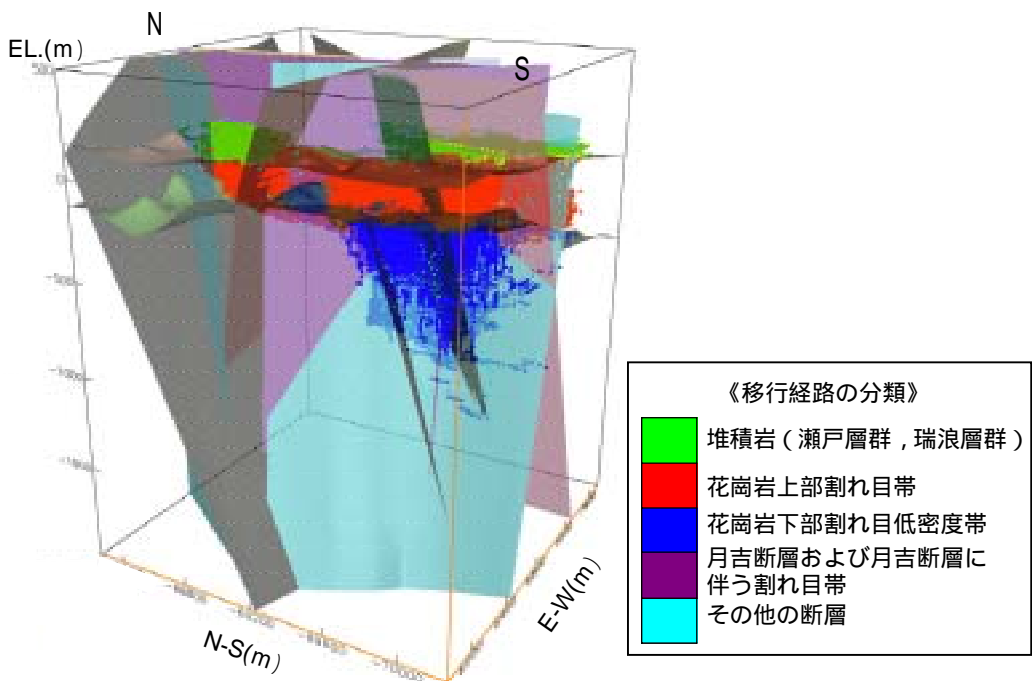 N
EL.(m)
S
《移行経路の分類》
堆積岩(瀬戸層群,瑞浪層群)
花崗岩上部割れ目帯
花崗岩下部割れ目低密度帯
月吉断層および月吉断層に
伴う割れ目帯
その他の断層
E-W(m)
N-S(m)
0
-70000